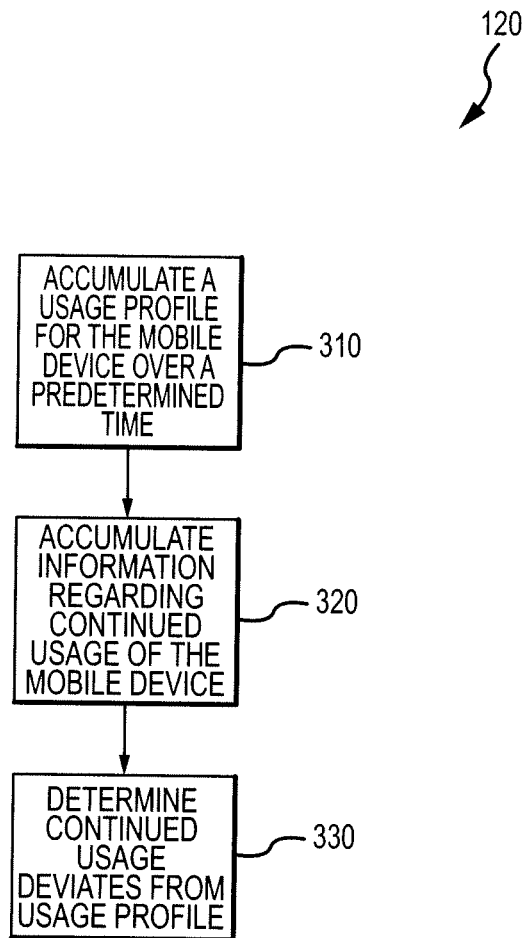 120
ACCUMULATE A
USAGE PROFILE
FOR THE MOBILE
DEVICE OVER A
PREDETERMINED
TIME
310
ACCUMULATE
INFORMATION
REGARDING
CONTINUED
USAGE OF THE
MOBILE DEVICE
320
DETERMINE
CONTINUED
USAGE
DEVIATES FROM
USAGE PROFILE
330